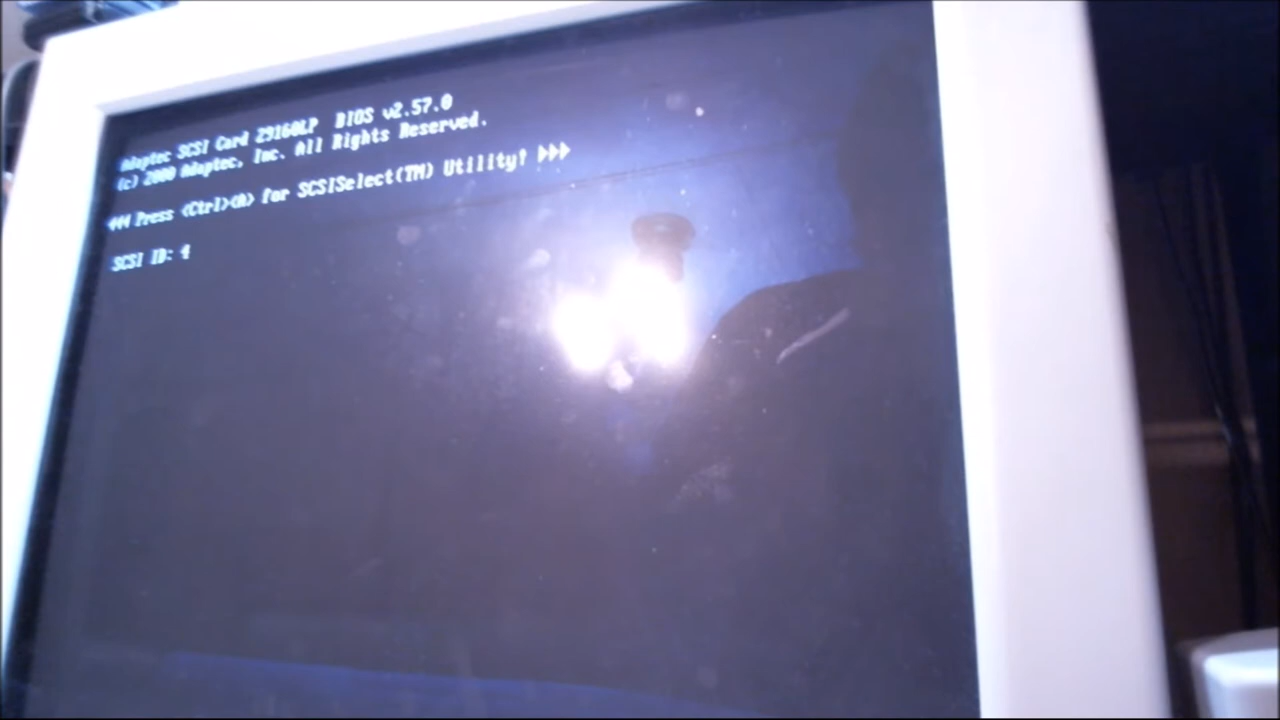 Adaptec SCSI Card 29160LP BIOS v2.57.0
(c) 2000 Adaptec, Inc. All Rights Reserved.
◄◄◄ Press <Ctrl><A> for SCSISelect(TM) Utility! ►►►
SCSI ID: 4